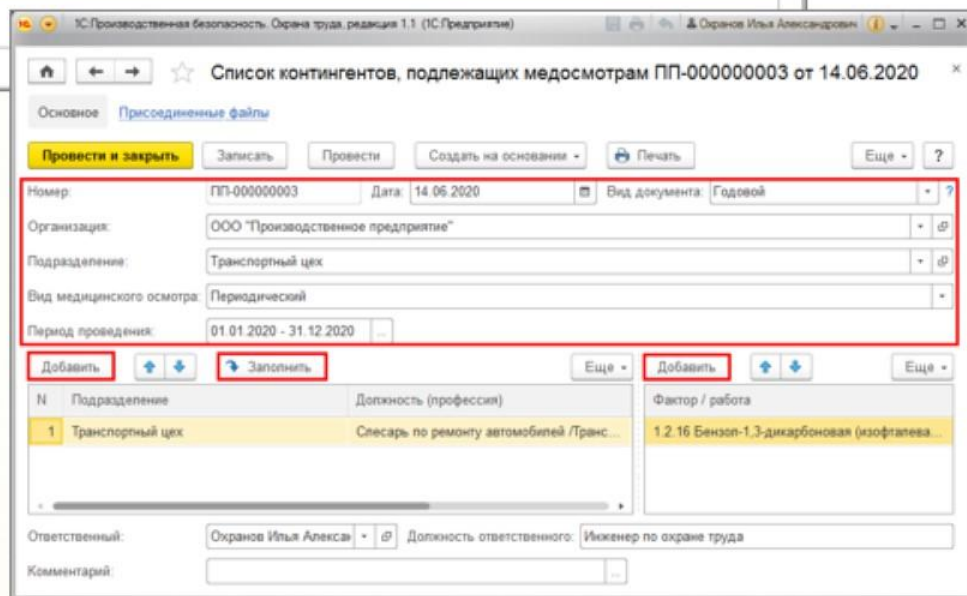 1С:Производственная безопасность. Охрана труда, редакция 1.1 (1С:Предприятие) Охранов Илья Александрович
Список контингентов, подлежащих медосмотрам ПП-000000003 от 14.06.2020
Основное Присоединенные файлы
Провести и закрыть Записать Провести Создать на основании Печать Еще ?
Номер: ПП-000000003 Дата: 14.06.2020 Вид документа: Годовой ?
Организация: ООО "Производственное предприятие"
Подразделение: Транспортный цех
Вид медицинского осмотра: Периодический
Период проведения: 01.01.2020 - 31.12.2020 ...
Добавить Заполнить Еще Добавить Еще
N Подразделение Должность (профессия) Фактор / работа
1 Транспортный цех Слесарь по ремонту автомобилей /Транс... 1.2.16 Бензол-1,3-дикарбоновая (изофталева...
Ответственный: Охранов Илья Алексан Должность ответственного: Инженер по охране труда
Комментарий: ...